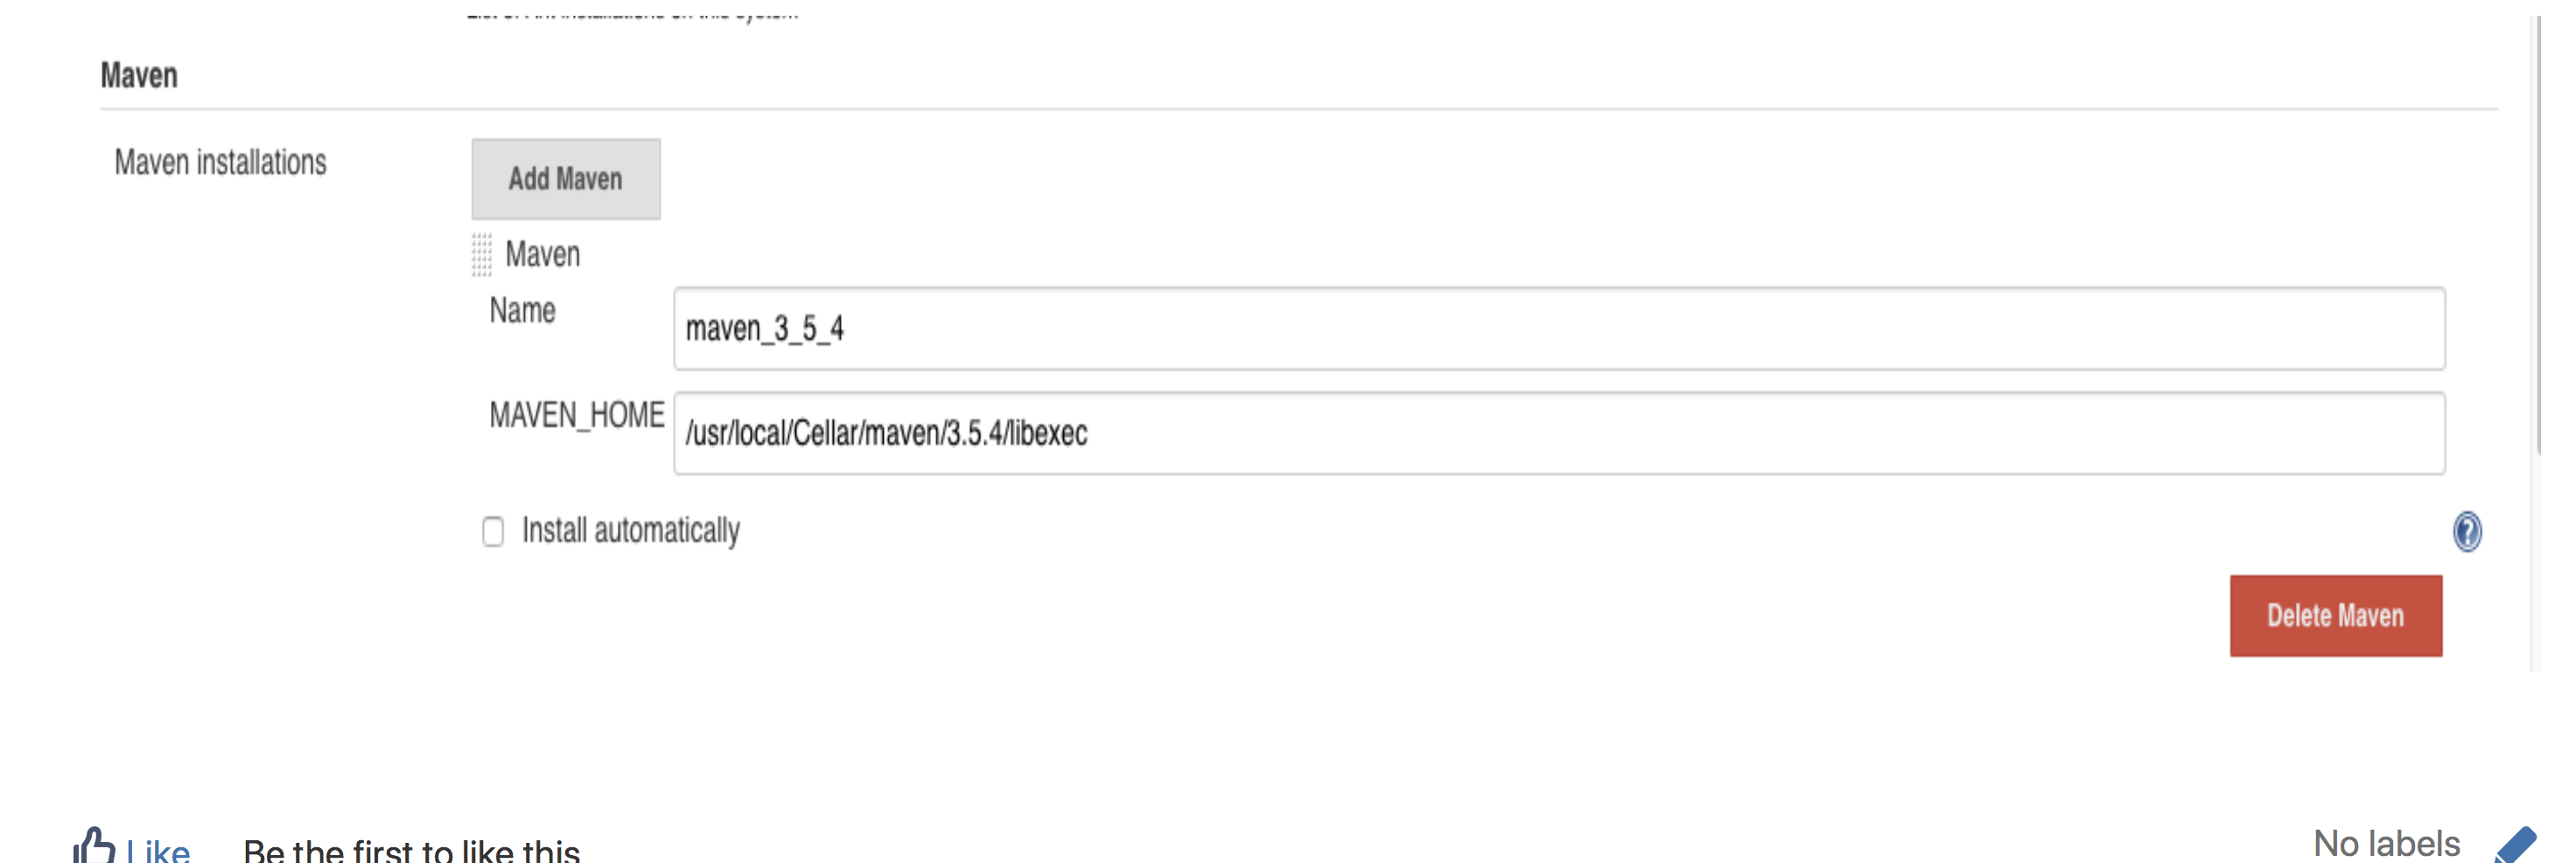 Maven
Maven installations
Add Maven
Maven
Name
maven_3_5_4
MAVEN_HOME
/usr/local/Cellar/maven/3.5.4/libexec
Install automatically
?
Delete Maven
Like
Be the first to like this
No labels